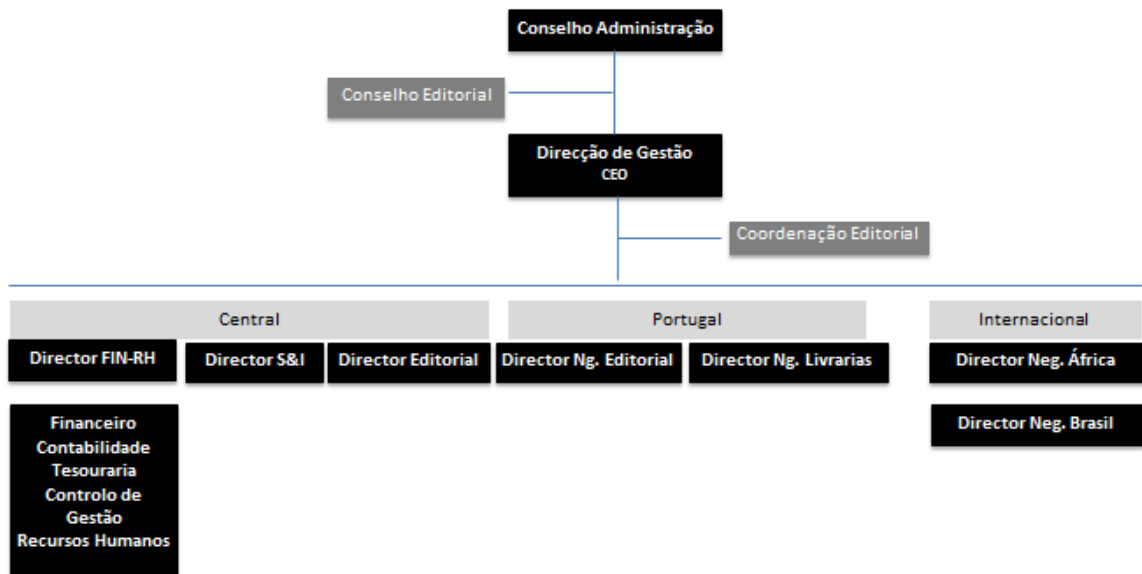 Conselho Administração
Conselho Editorial
Direcção de Gestão
CEO
Coordenação Editorial
Central
Portugal
Internacional
Director FIN-RH
Director S&I
Director Editorial
Director Ng. Editorial
Director Ng. Livrarias
Director Neg. África
Financeiro
Contabilidade
Tesouraria
Controlo de
Gestão
Recursos Humanos
Director Neg. Brasil